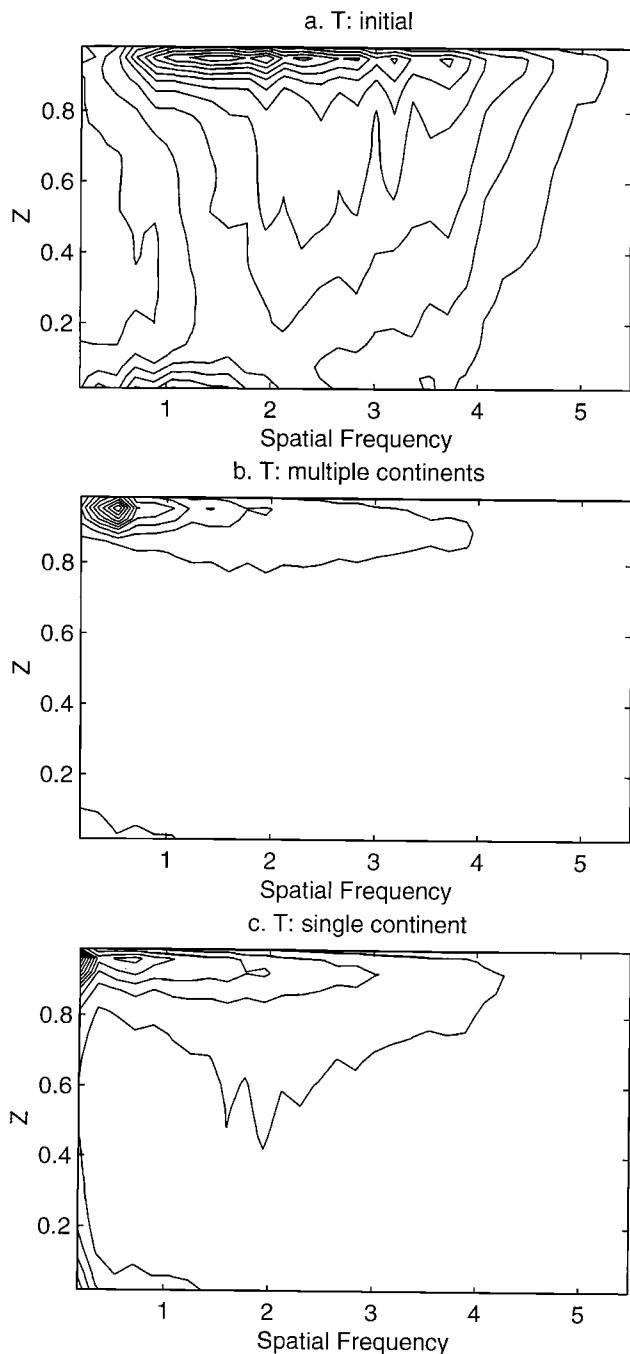 a. T: initial
Z
0.8
0.6
0.4
0.2
1 2 3 4 5
Spatial Frequency
b. T: multiple continents
Z
0.8
0.6
0.4
0.2
1 2 3 4 5
Spatial Frequency
c. T: single continent
Z
0.8
0.6
0.4
0.2
1 2 3 4 5
Spatial Frequency